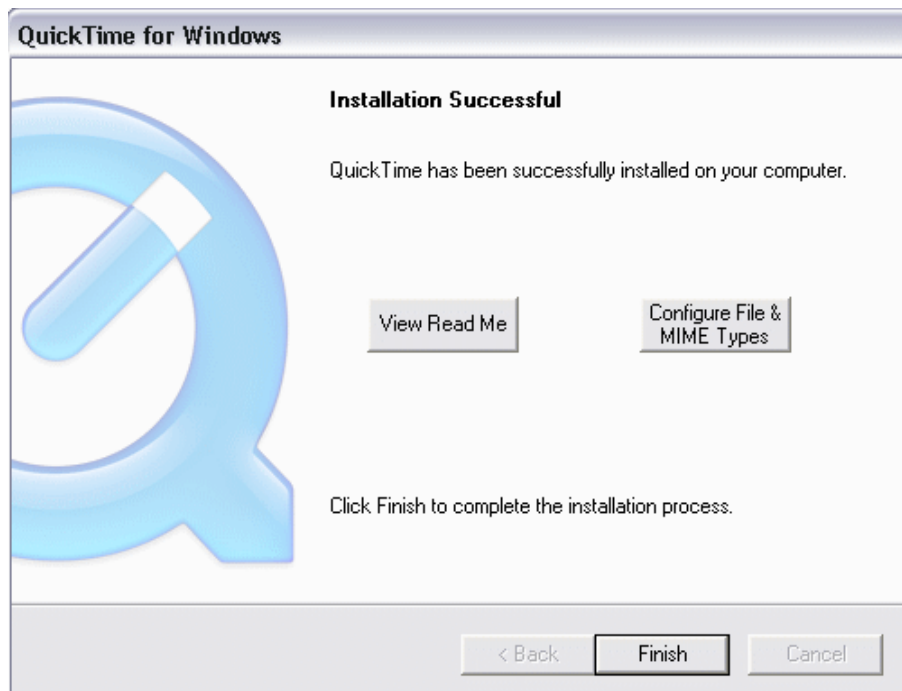 QuickTime for Windows
Installation Successful
QuickTime has been successfully installed on your computer.
View Read Me
Configure File &
MIME Types
Click Finish to complete the installation process.
< Back
Finish
Cancel